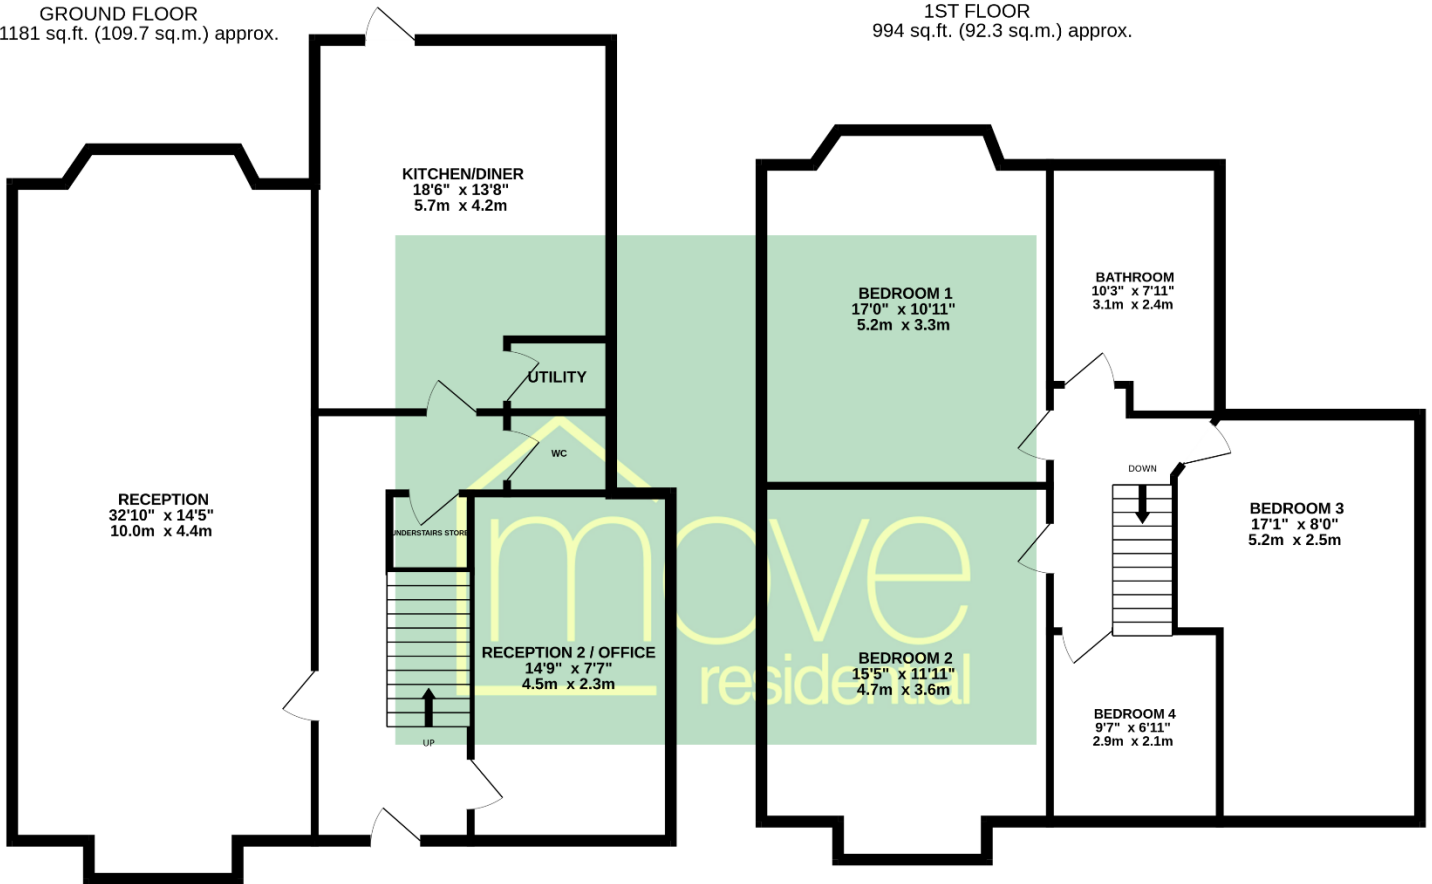 GROUND FLOOR
1181 sq.ft. (109.7 sq.m.) approx.
KITCHEN/DINER
18'6" x 13'8"
5.7m x 4.2m
UTILITY
WC
RECEPTION
32'10" x 14'5"
10.0m x 4.4m
UNDERSTAIRS STORE
RECEPTION 2 / OFFICE
14'9" x 7'7"
4.5m x 2.3m
UP
1ST FLOOR
994 sq.ft. (92.3 sq.m.) approx.
BEDROOM 1
17'0" x 10'11"
5.2m x 3.3m
BATHROOM
10'3" x 7'11"
3.1m x 2.4m
DOWN
BEDROOM 3
17'1" x 8'0"
5.2m x 2.5m
BEDROOM 2
15'5" x 11'11"
4.7m x 3.6m
BEDROOM 4
9'7" x 6'11"
2.9m x 2.1m
move
residential